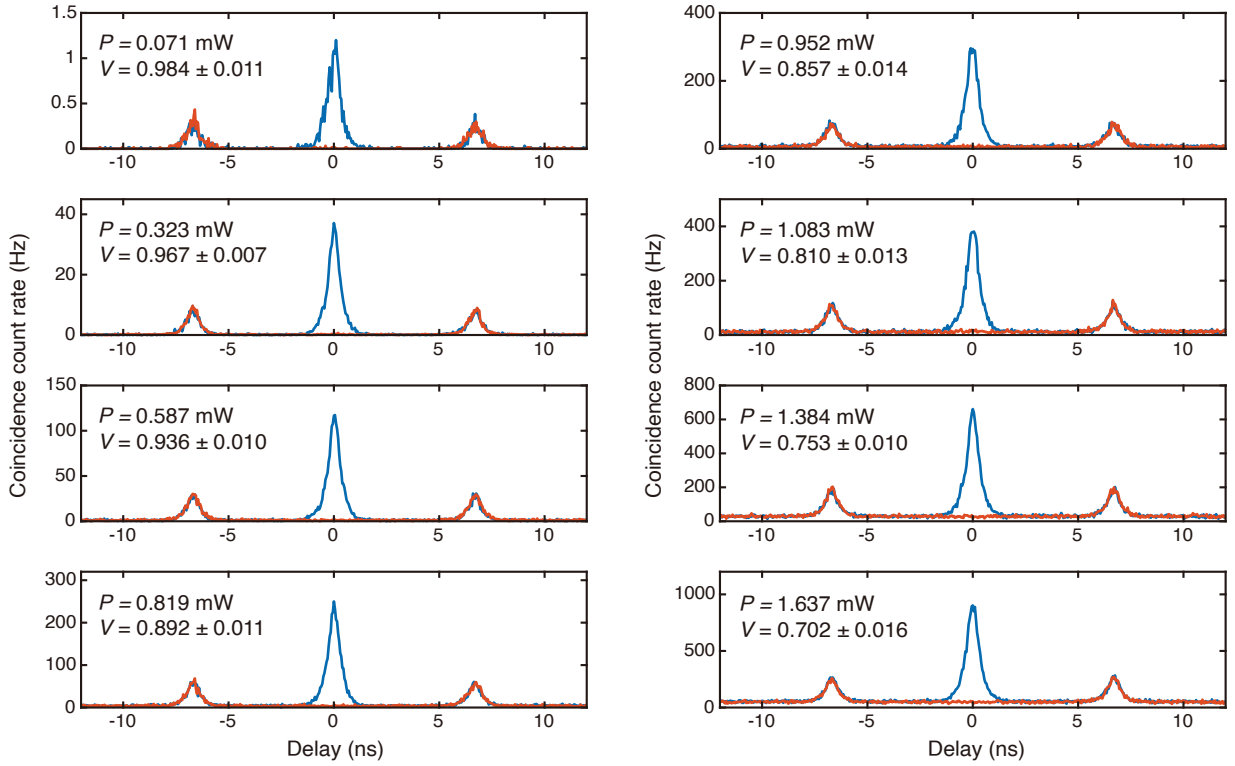 1.5
1
0.5
0
P = 0.071 mW
V = 0.984 ± 0.011
-10 -5 0 5 10
40
20
0
P = 0.323 mW
V = 0.967 ± 0.007
-10 -5 0 5 10
150
100
50
0
P = 0.587 mW
V = 0.936 ± 0.010
-10 -5 0 5 10
300
200
100
0
P = 0.819 mW
V = 0.892 ± 0.011
-10 -5 0 5 10
Coincidence count rate (Hz)
Delay (ns)
400
200
0
P = 0.952 mW
V = 0.857 ± 0.014
-10 -5 0 5 10
400
200
0
P = 1.083 mW
V = 0.810 ± 0.013
-10 -5 0 5 10
800
600
400
200
0
P = 1.384 mW
V = 0.753 ± 0.010
-10 -5 0 5 10
1000
500
0
P = 1.637 mW
V = 0.702 ± 0.016
-10 -5 0 5 10
Coincidence count rate (Hz)
Delay (ns)